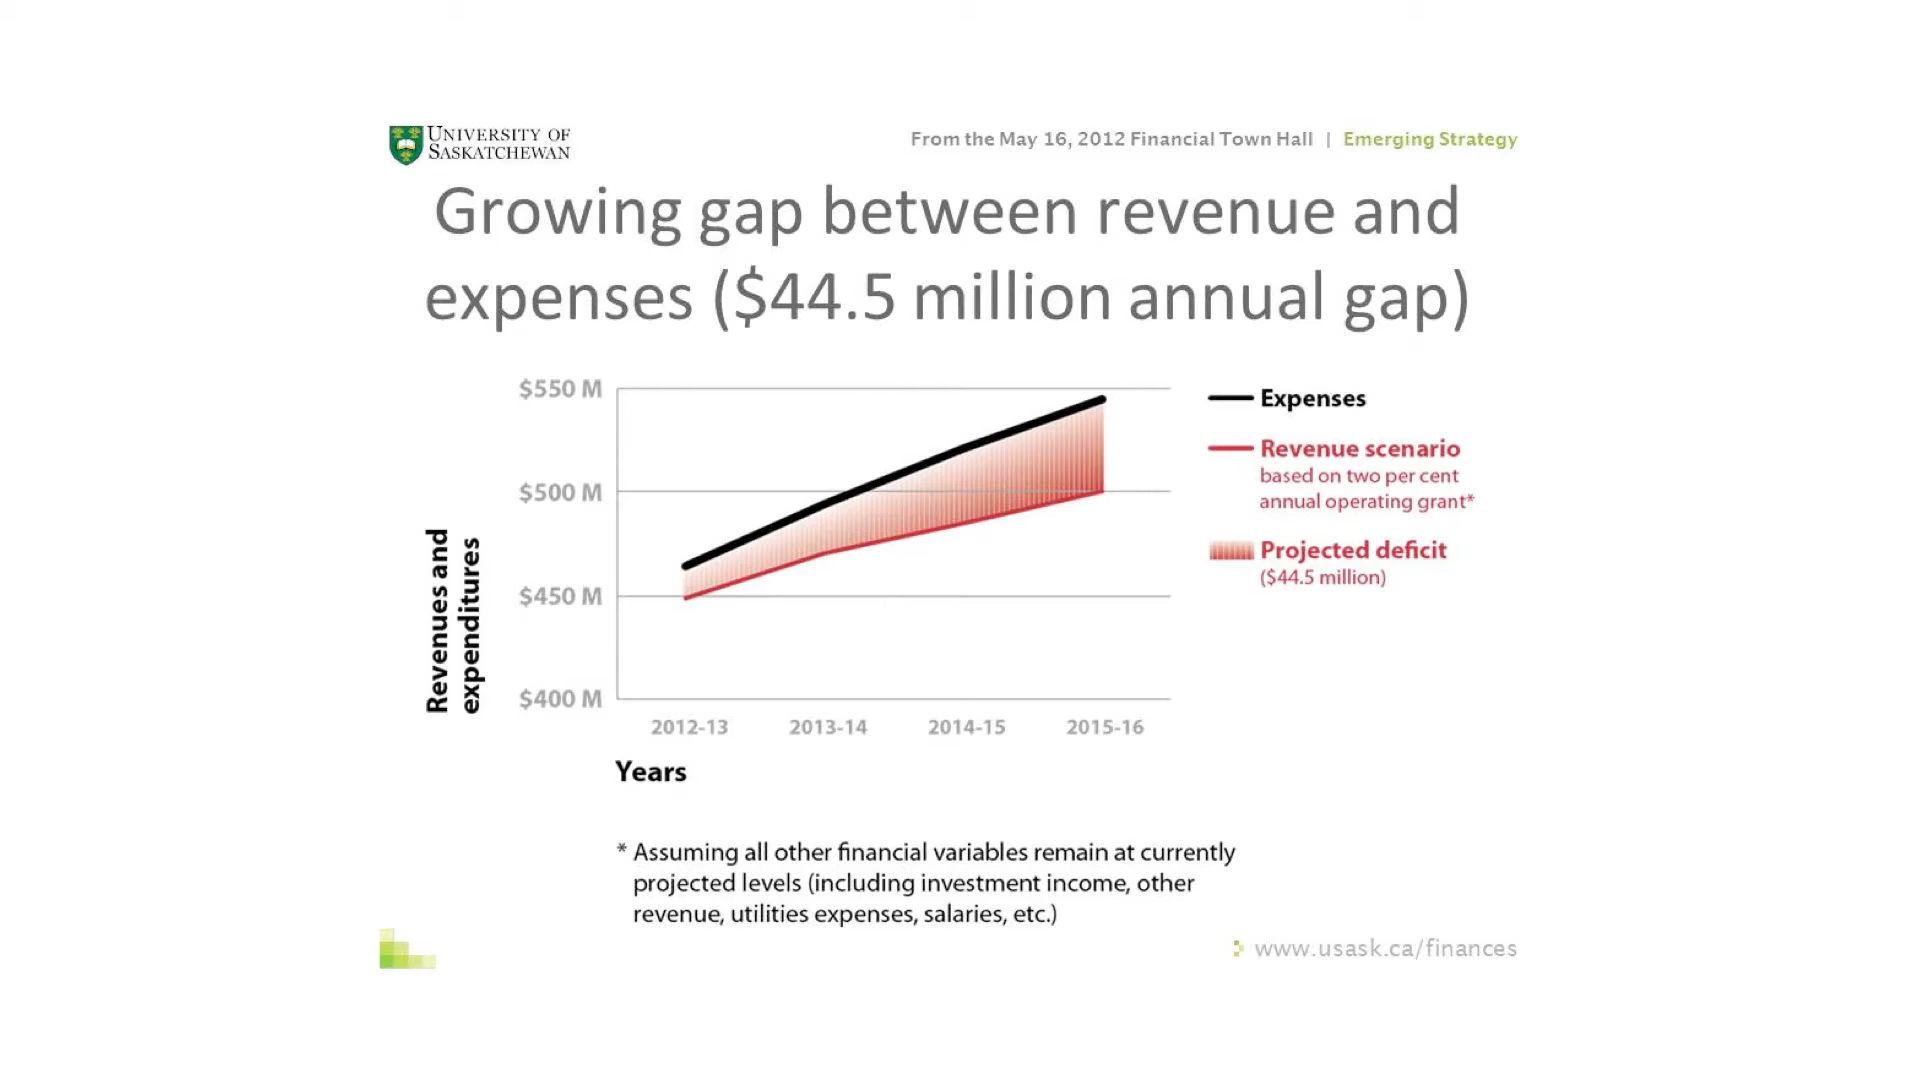 UNIVERSITY OF
SASKATCHEWAN
From the May 16, 2012 Financial Town Hall | Emerging Strategy
Growing gap between revenue and
expenses ($44.5 million annual gap)
Revenues and
expenditures
$550 M
$500 M
$450 M
$400 M
2012-13 2013-14 2014-15 2015-16
Years
Expenses
Revenue scenario
based on two per cent
annual operating grant*
Projected deficit
($44.5 million)
* Assuming all other financial variables remain at currently
projected levels (including investment income, other
revenue, utilities expenses, salaries, etc.)
www.usask.ca/finances